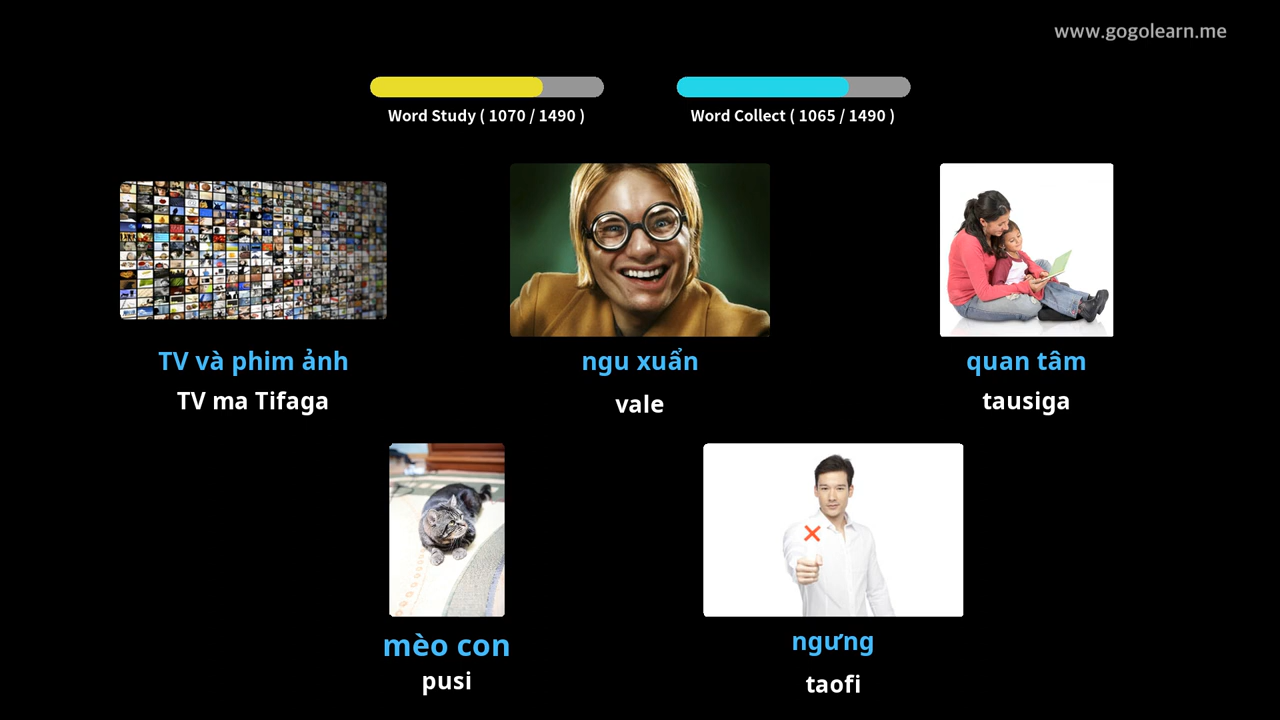 www.gogolearn.me
Word Study ( 1070 / 1490 )
Word Collect ( 1065 / 1490 )
TV và phim ảnh
TV ma Tifaga
ngu xuẩn
vale
quan tâm
tausiga
mèo con
pusi
ngưng
taofi